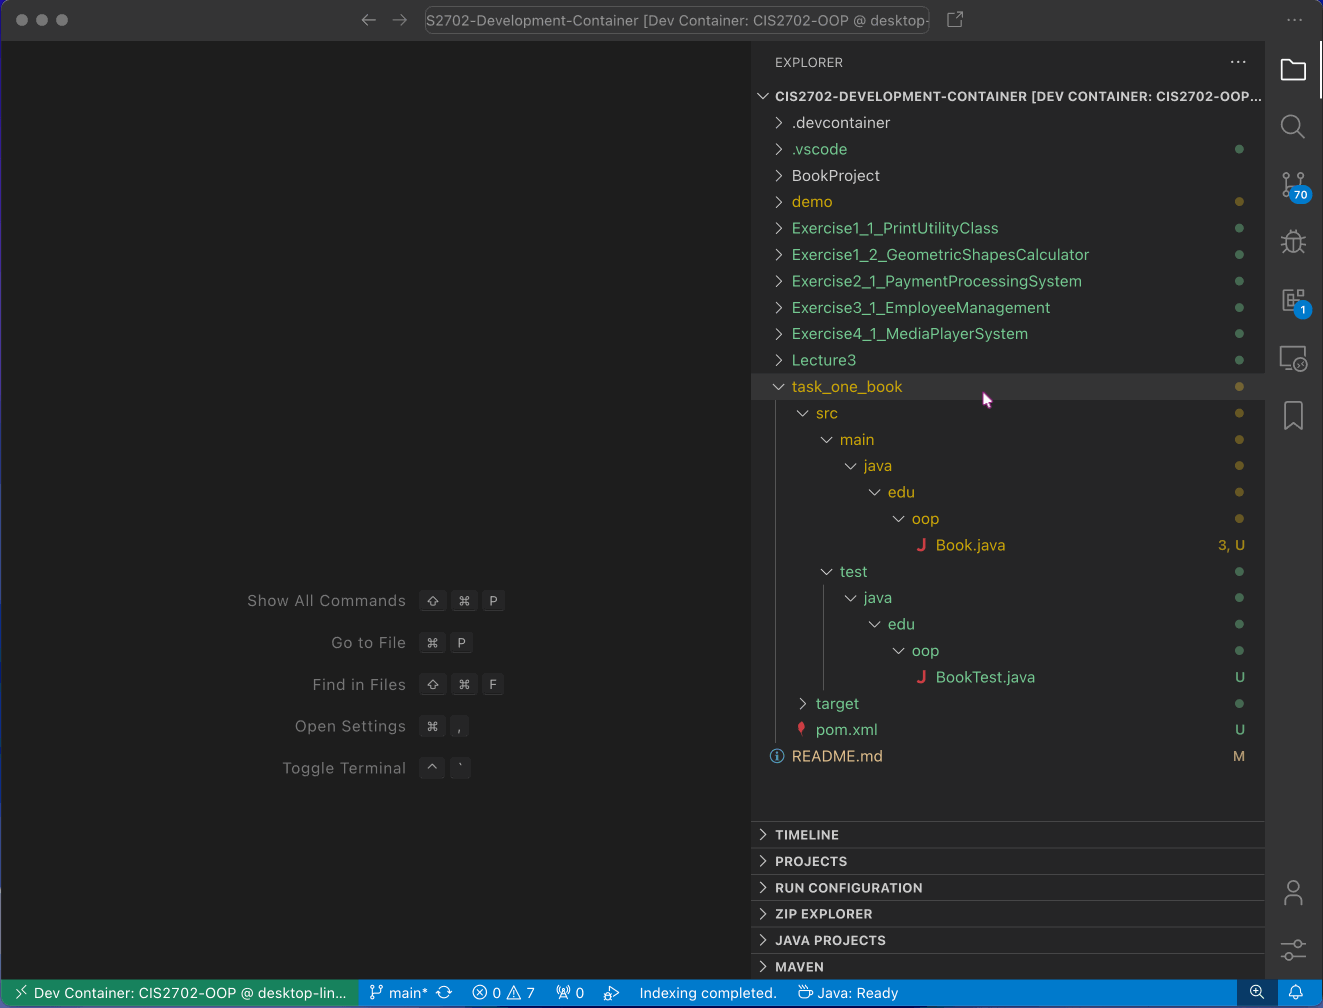 S2702-Development-Container [Dev Container: CIS2702-OOP @ desktop-
EXPLORER
CIS2702-DEVELOPMENT-CONTAINER [DEV CONTAINER: CIS2702-OOP...
.devcontainer
.vscode
BookProject
demo
Exercise1_1_PrintUtilityClass
Exercise1_2_GeometricShapesCalculator
Exercise2_1_PaymentProcessingSystem
Exercise3_1_EmployeeManagement
Exercise4_1_MediaPlayerSystem
Lecture3
task_one_book
src
main
java
edu
oop
J Book.java 3, U
test
java
edu
oop
J BookTest.java U
target
pom.xml U
README.md M
TIMELINE
PROJECTS
RUN CONFIGURATION
ZIP EXPLORER
JAVA PROJECTS
MAVEN
70
1
Show All Commands ⇧ ⌘ P
Go to File ⌘ P
Find in Files ⇧ ⌘ F
Open Settings ⌘ ,
Toggle Terminal ^ `
Dev Container: CIS2702-OOP @ desktop-lin... main* 0 7 0 Indexing completed. Java: Ready